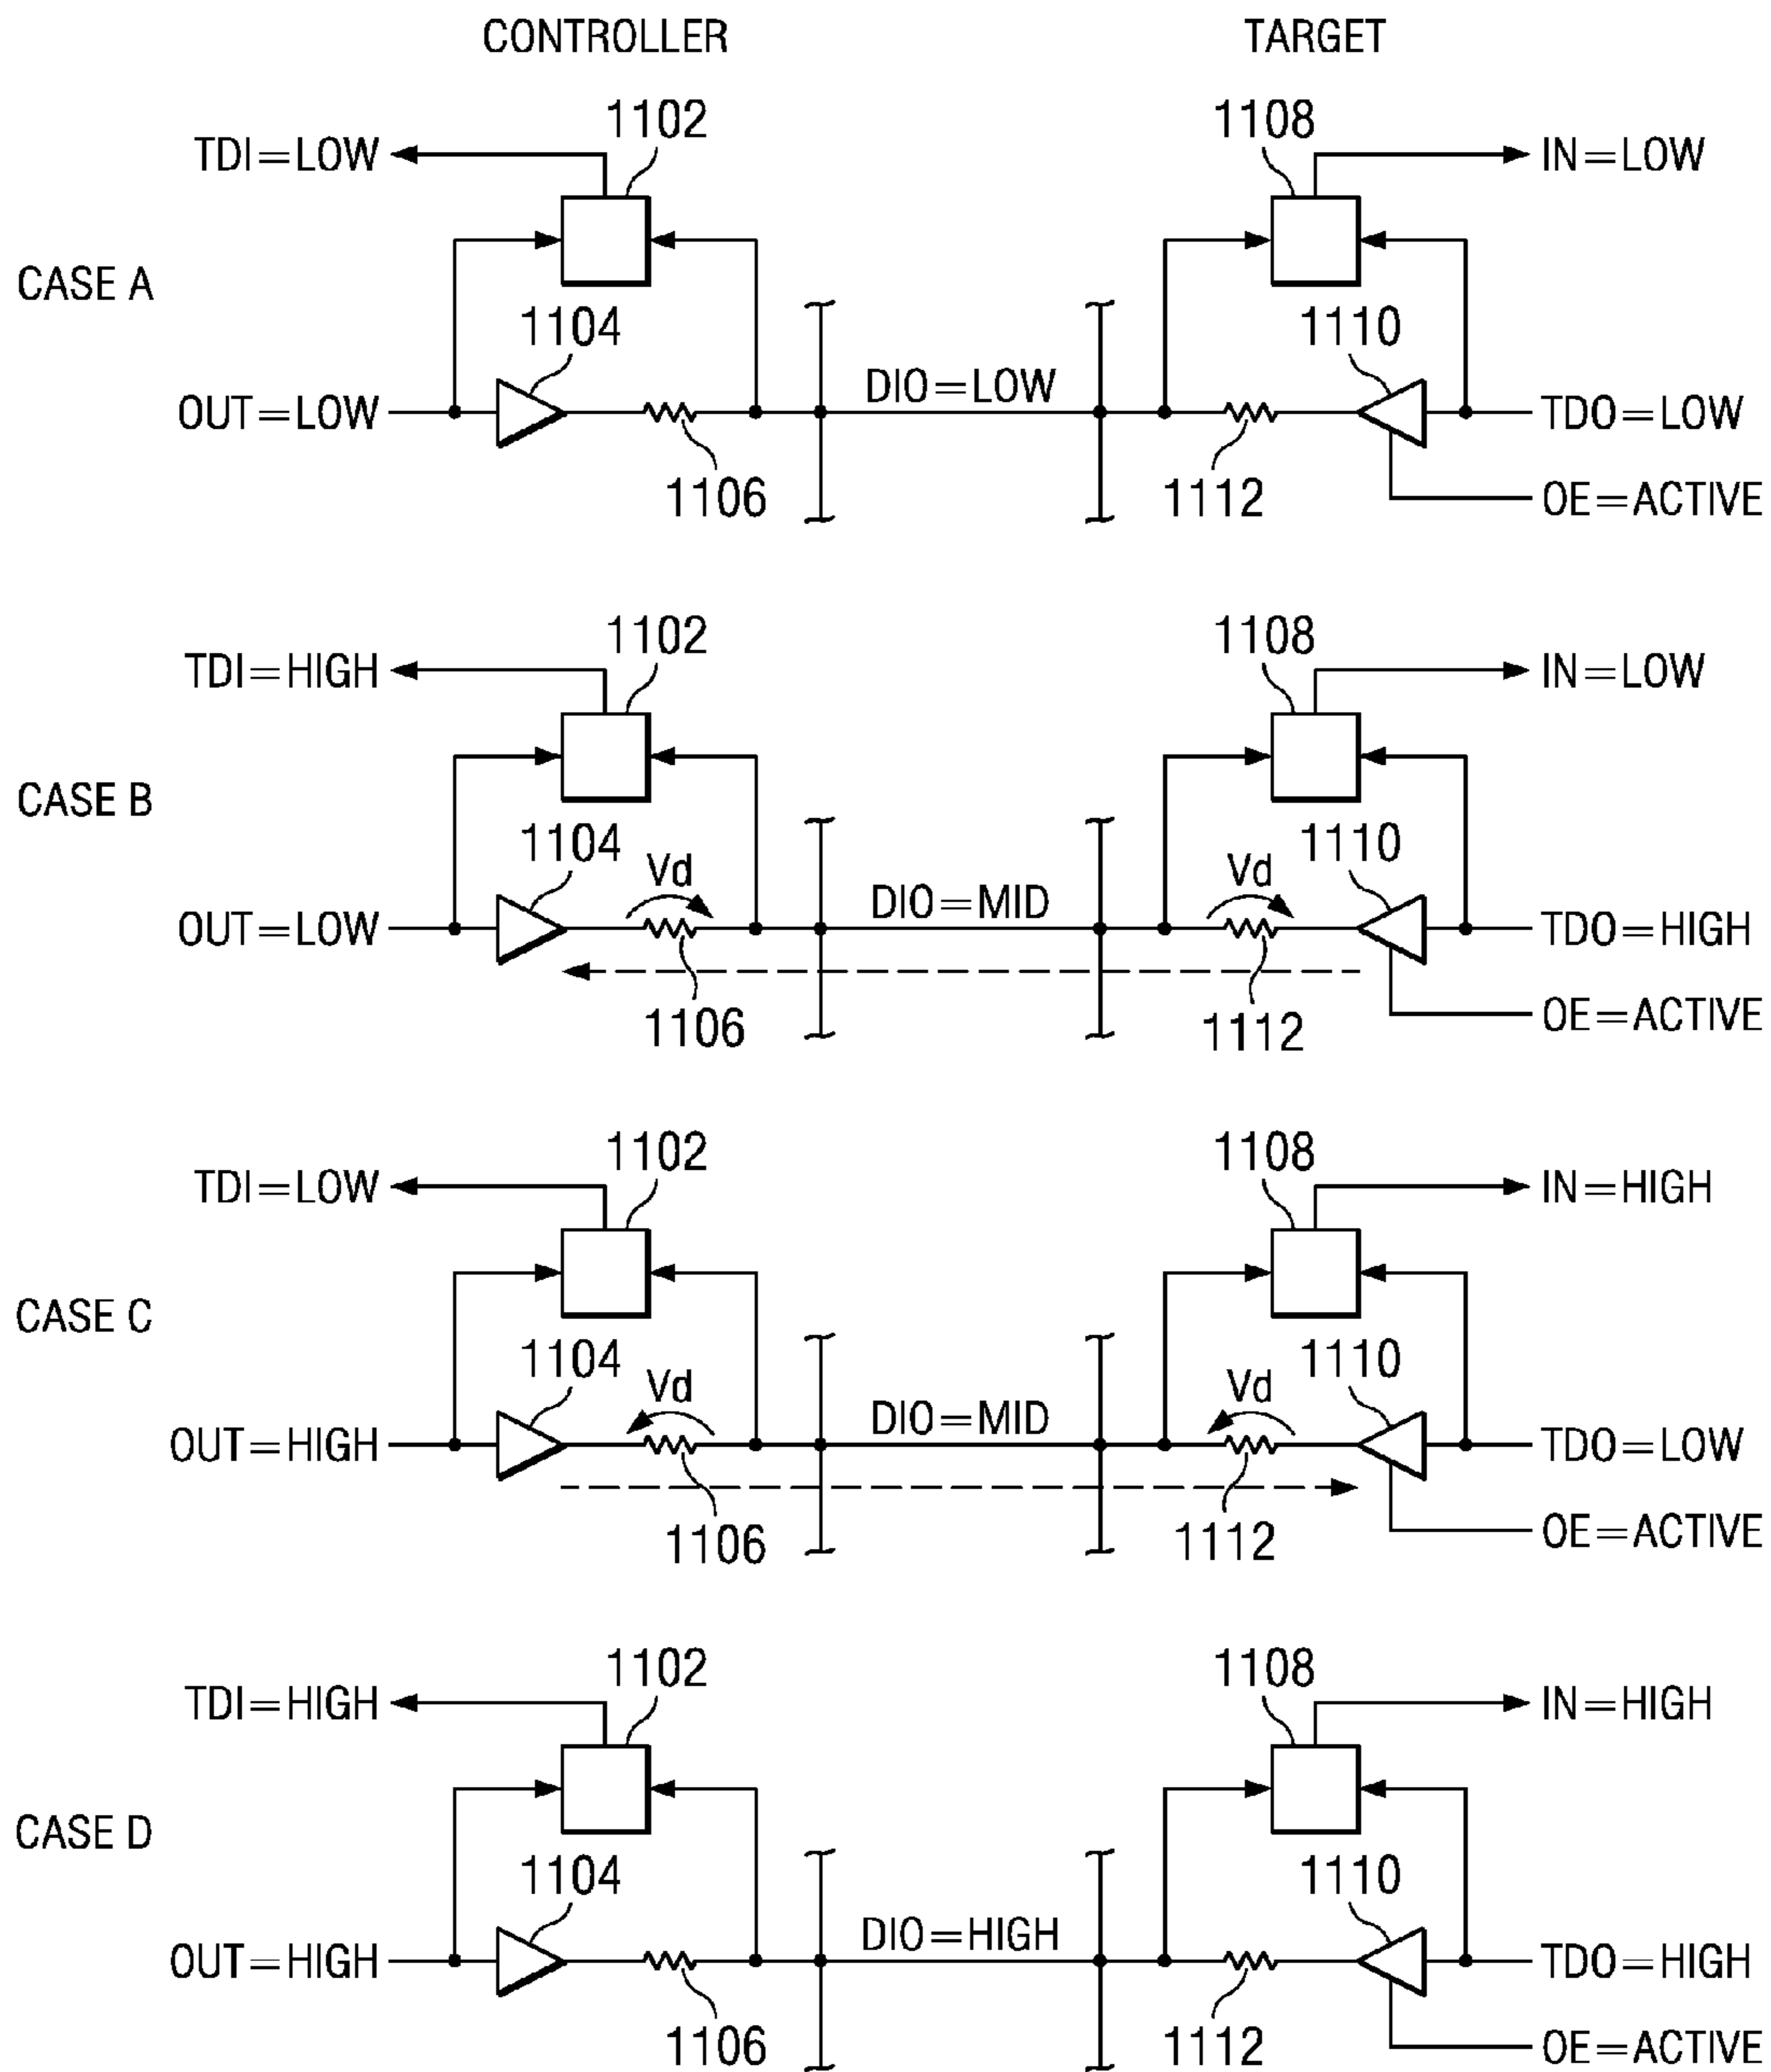 CONTROLLER TARGET
1102 1108
TDI=LOW IN=LOW
CASE A
1104 1110
OUT=LOW DIO=LOW TDO=LOW
1106 1112 OE=ACTIVE
1102 1108
TDI=HIGH IN=LOW
CASE B
1104 Vd Vd 1110
OUT=LOW DIO=MID TDO=HIGH
1106 1112 OE=ACTIVE
1102 1108
TDI=LOW IN=HIGH
CASE C
1104 Vd Vd 1110
OUT=HIGH DIO=MID TDO=LOW
1106 1112 OE=ACTIVE
1102 1108
TDI=HIGH IN=HIGH
CASE D
1104 1110
OUT=HIGH DIO=HIGH TDO=HIGH
1106 1112 OE=ACTIVE